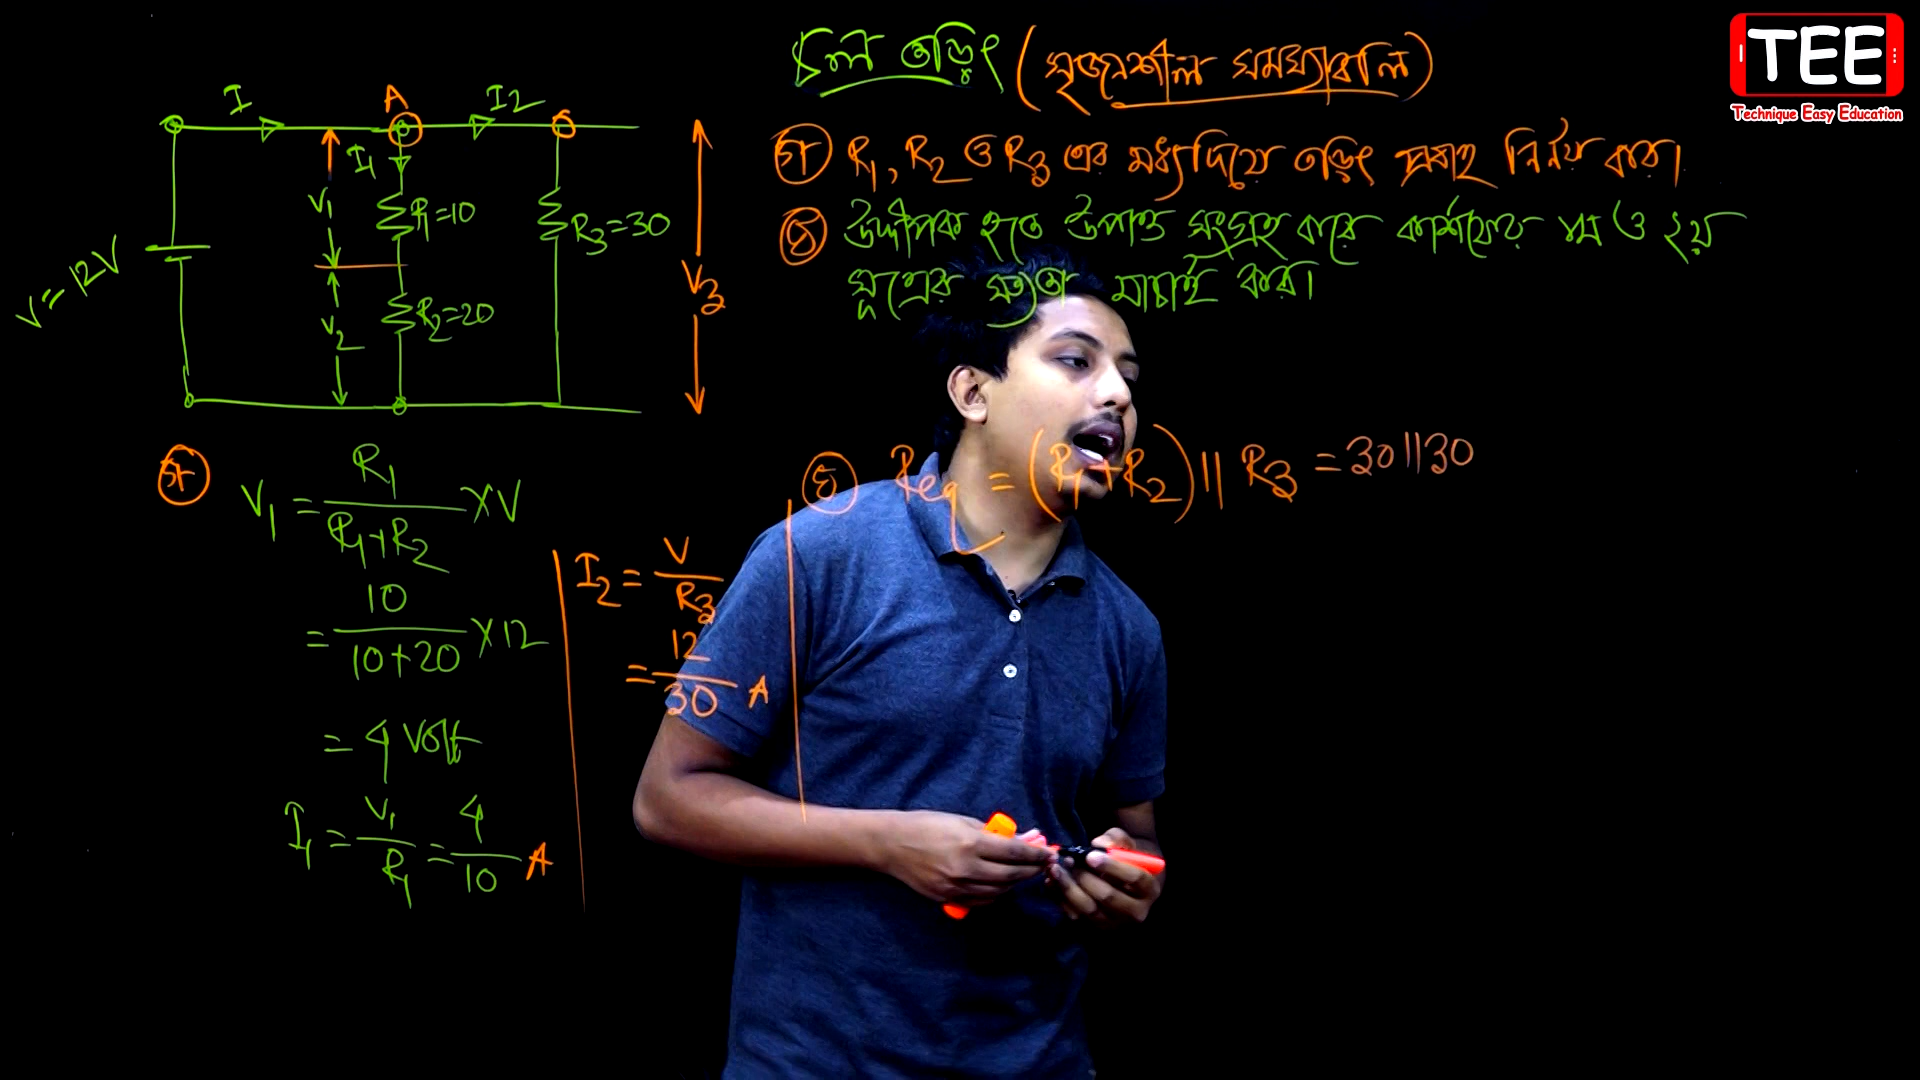 TEE
Technique Easy Education
চল তড়িৎ (সৃজনশীল সমস্যাবলি)
গ) R₁, R₂ ও R₃ এর মধ্যদিয়ে তড়িৎ প্রবাহ নির্নয় কর।
ঘ) উদ্দীপক হতে উপাত্ত সংগ্রহ করে কার্শফের ১ম ও ২য়
সূত্রের সত্যতা যাচাই কর।
I
A
I2
I₁
V=12V
V₁
R₁=10
R₃=30
V₃
V₂
R₂=20
গ
V₁ = R₁/(R₁+R₂) X V
= 10/(10+20) X 12
= 4 Volt
I₁ = V₁/R₁ = 4/10 A
I₂ = V/R₃
= 12/30 A
ঘ) Req = (R₁+R₂) || R₃ = 30||30